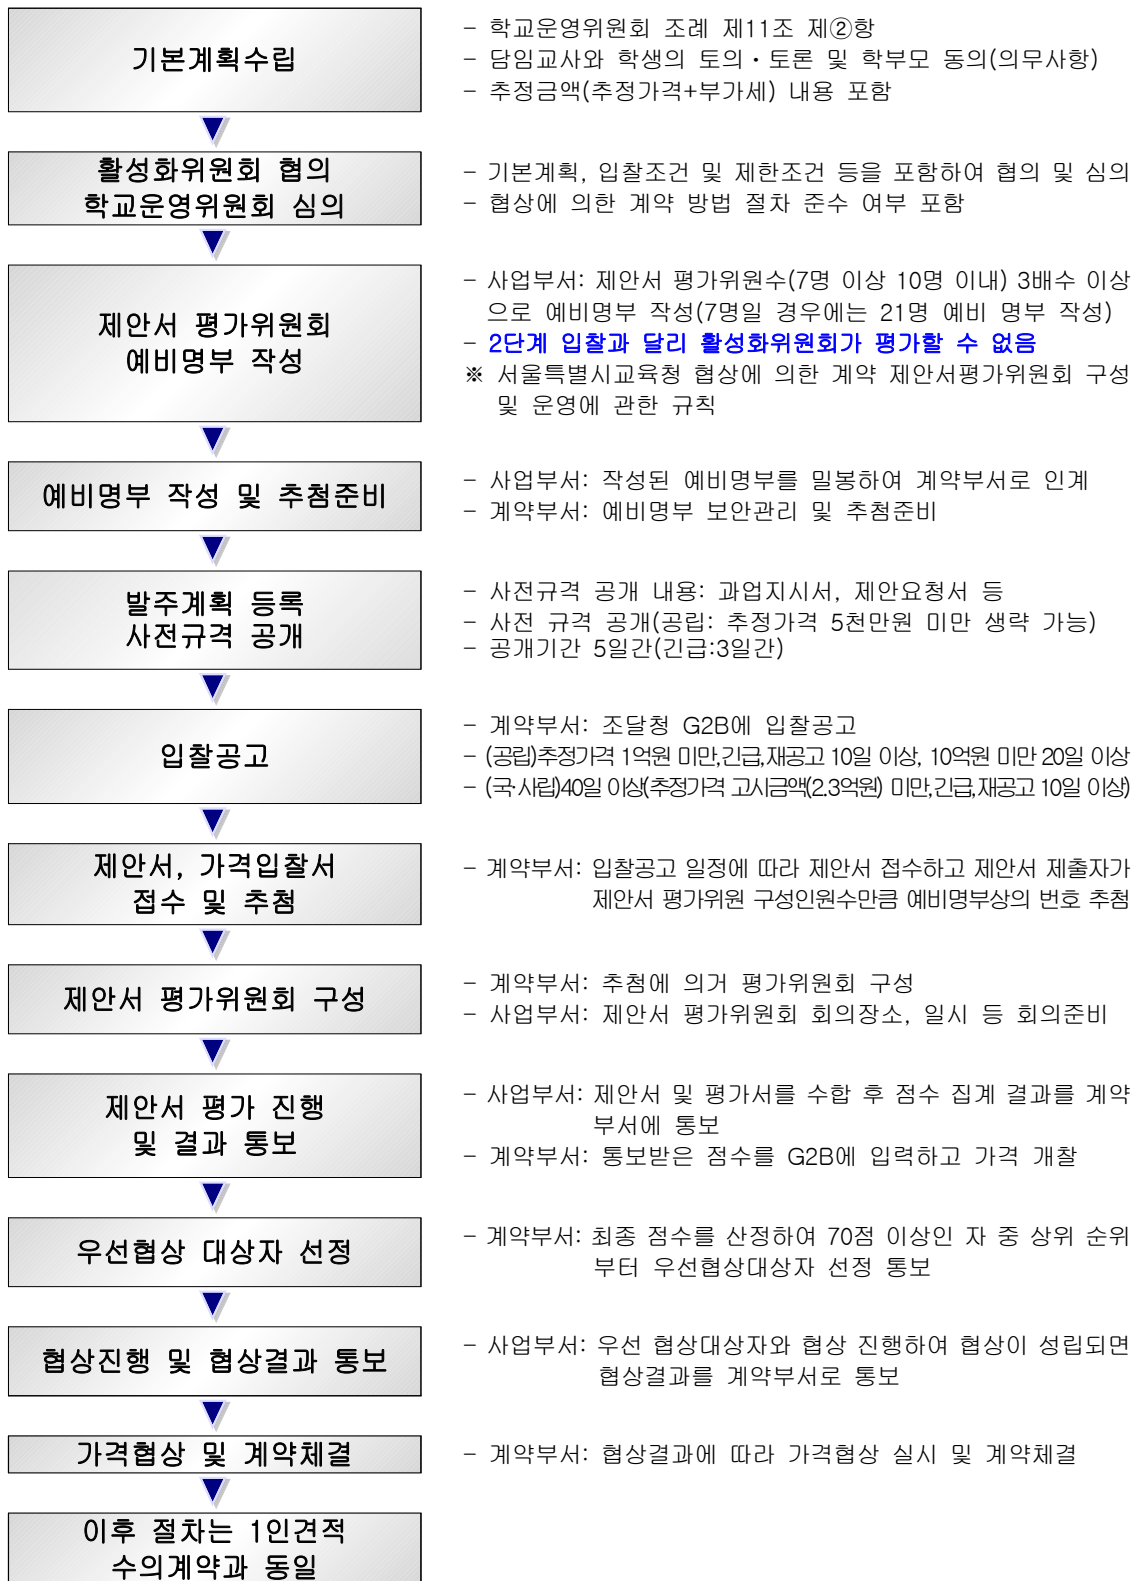 기본계획수립
- 학교운영위원회 조례 제11조 제②항
- 담임교사와 학생의 토의·토론 및 학부모 동의(의무사항)
- 추정금액(추정가격+부가세) 내용 포함
활성화위원회 협의
학교운영위원회 심의
- 기본계획, 입찰조건 및 제한조건 등을 포함하여 협의 및 심의
- 협상에 의한 계약 방법 절차 준수 여부 포함
제안서 평가위원회
예비명부 작성
- 사업부서: 제안서 평가위원수(7명 이상 10명 이내) 3배수 이상
으로 예비명부 작성(7명일 경우에는 21명 예비 명부 작성)
- 2단계 입찰과 달리 활성화위원회가 평가할 수 없음
※ 서울특별시교육청 협상에 의한 계약 제안서평가위원회 구성
및 운영에 관한 규칙
예비명부 작성 및 추첨준비
- 사업부서: 작성된 예비명부를 밀봉하여 계약부서로 인계
- 계약부서: 예비명부 보안관리 및 추첨준비
발주계획 등록
사전규격 공개
- 사전규격 공개 내용: 과업지시서, 제안요청서 등
- 사전 규격 공개(공립: 추정가격 5천만원 미만 생략 가능)
- 공개기간 5일간(긴급:3일간)
입찰공고
- 계약부서: 조달청 G2B에 입찰공고
- (공립)추정가격 1억원 미만,긴급,재공고 10일 이상, 10억원 미만 20일 이상
- (국·사립)40일 이상(추정가격 고시금액(2.3억원) 미만,긴급,재공고 10일 이상)
제안서, 가격입찰서
접수 및 추첨
- 계약부서: 입찰공고 일정에 따라 제안서 접수하고 제안서 제출자가
제안서 평가위원 구성인원수만큼 예비명부상의 번호 추첨
제안서 평가위원회 구성
- 계약부서: 추첨에 의거 평가위원회 구성
- 사업부서: 제안서 평가위원회 회의장소, 일시 등 회의준비
제안서 평가 진행
및 결과 통보
- 사업부서: 제안서 및 평가서를 수합 후 점수 집계 결과를 계약
부서에 통보
- 계약부서: 통보받은 점수를 G2B에 입력하고 가격 개찰
우선협상 대상자 선정
- 계약부서: 최종 점수를 산정하여 70점 이상인 자 중 상위 순위
부터 우선협상대상자 선정 통보
협상진행 및 협상결과 통보
- 사업부서: 우선 협상대상자와 협상 진행하여 협상이 성립되면
협상결과를 계약부서로 통보
가격협상 및 계약체결
- 계약부서: 협상결과에 따라 가격협상 실시 및 계약체결
이후 절차는 1인견적
수의계약과 동일